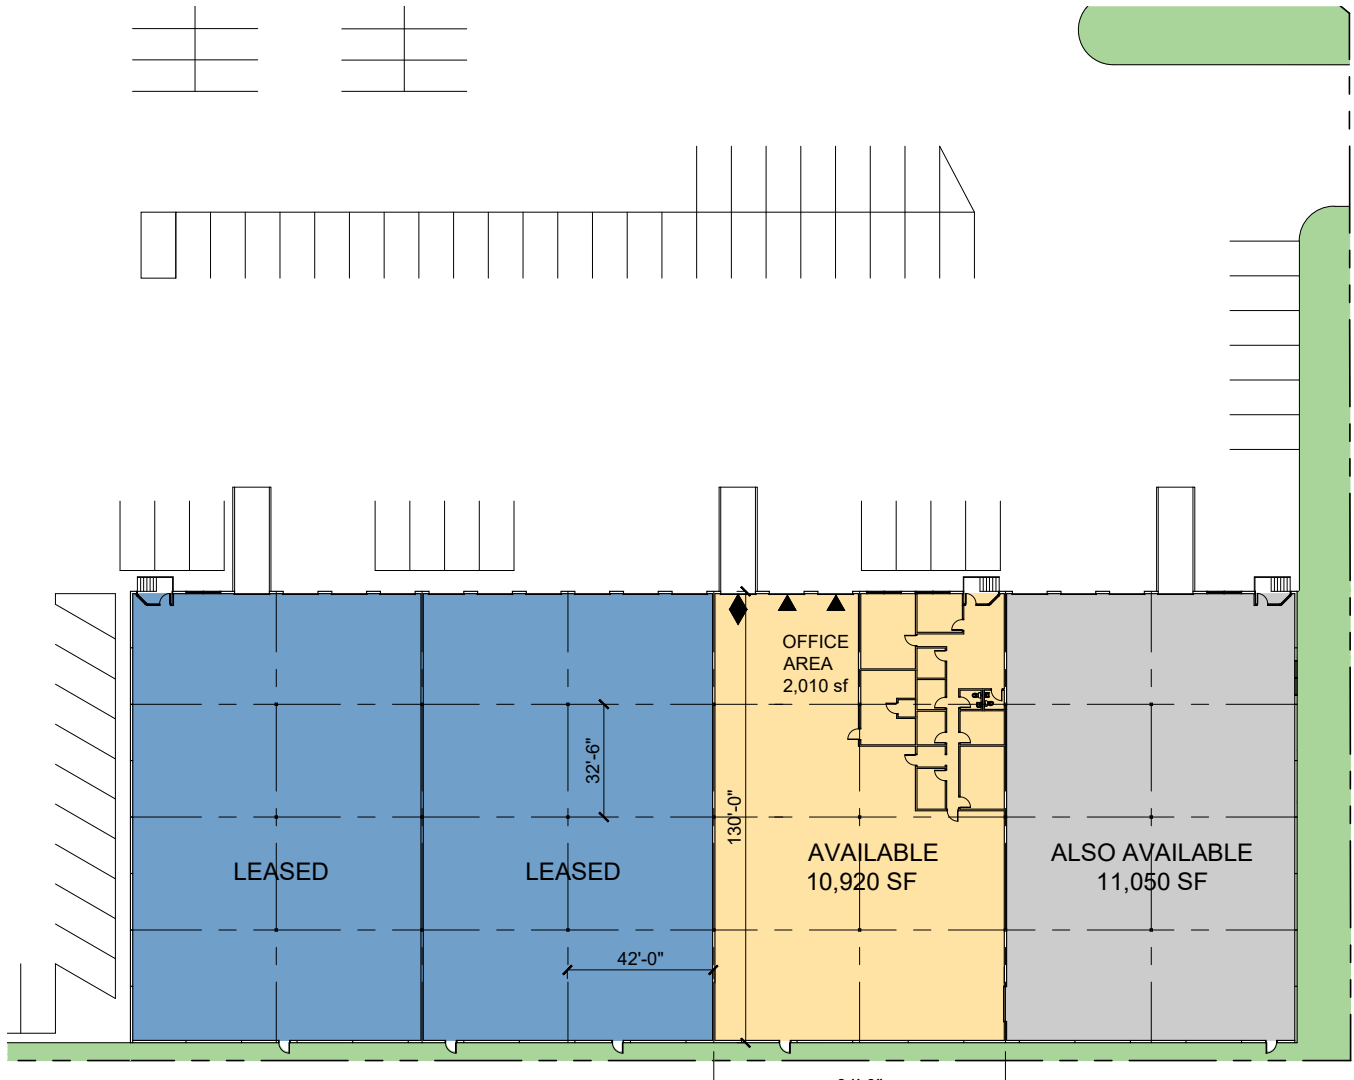 OFFICE
AREA
2,010 sf
32'-6"
130'-0"
LEASED
LEASED
AVAILABLE
10,920 SF
ALSO AVAILABLE
11,050 SF
42'-0"